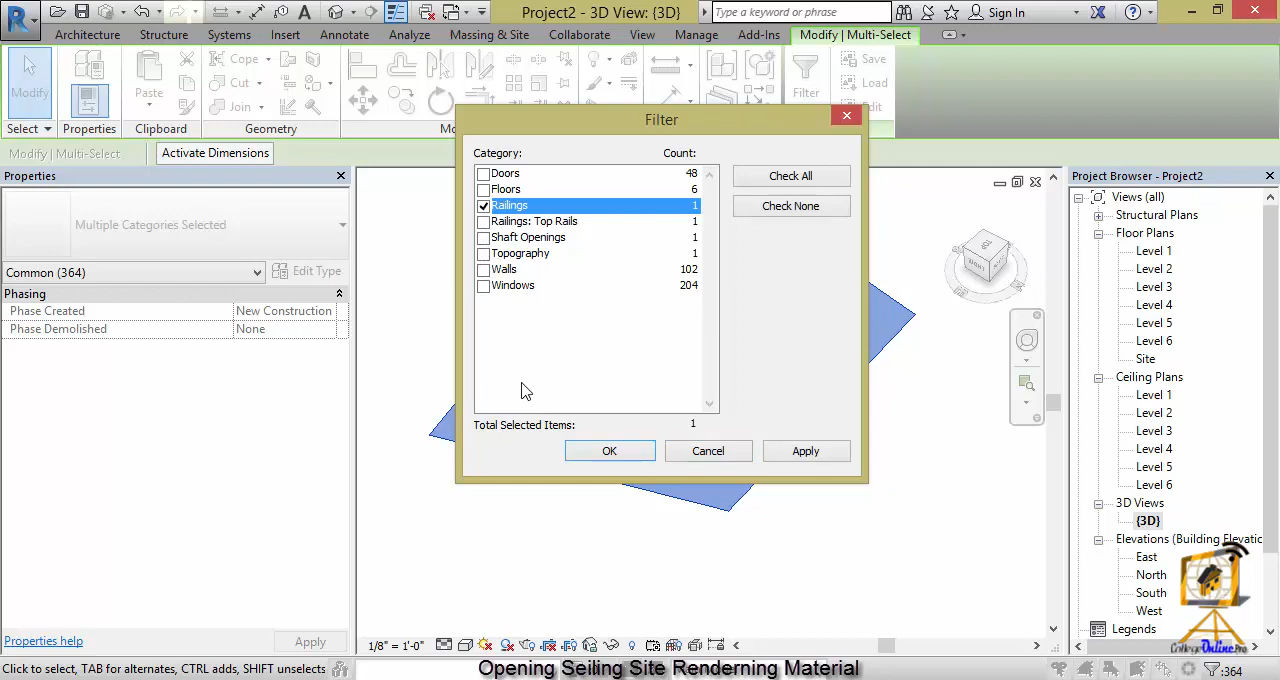 Project2 - 3D View: {3D}
Type a keyword or phrase
Sign In
Architecture
Structure
Systems
Insert
Annotate
Analyze
Massing & Site
Collaborate
View
Manage
Add-Ins
Modify | Multi-Select
Modify
Paste
Cope
Cut
Join
Filter
Save
Load
Edit
Select
Properties
Clipboard
Geometry
Modify | Multi-Select
Activate Dimensions
Properties
Multiple Categories Selected
Common (364)
Edit Type
Phasing
Phase Created New Construction
Phase Demolished None
Properties help
Apply
Filter
Category: Count:
Doors 48
Floors 6
Railings 1
Railings: Top Rails 1
Shaft Openings 1
Topography 1
Walls 102
Windows 204
Check All
Check None
Total Selected Items: 1
OK
Cancel
Apply
Project Browser - Project2
Views (all)
Structural Plans
Floor Plans
Level 1
Level 2
Level 3
Level 4
Level 5
Level 6
Site
Ceiling Plans
Level 1
Level 2
Level 3
Level 4
Level 5
Level 6
3D Views
{3D}
Elevations (Building Elevatic
East
North
South
West
Legends
CollegeOnline.Pro
1/8" = 1'-0"
Click to select, TAB for alternates, CTRL adds, SHIFT unselects
Opening Seiling Site Renderning Material
:364